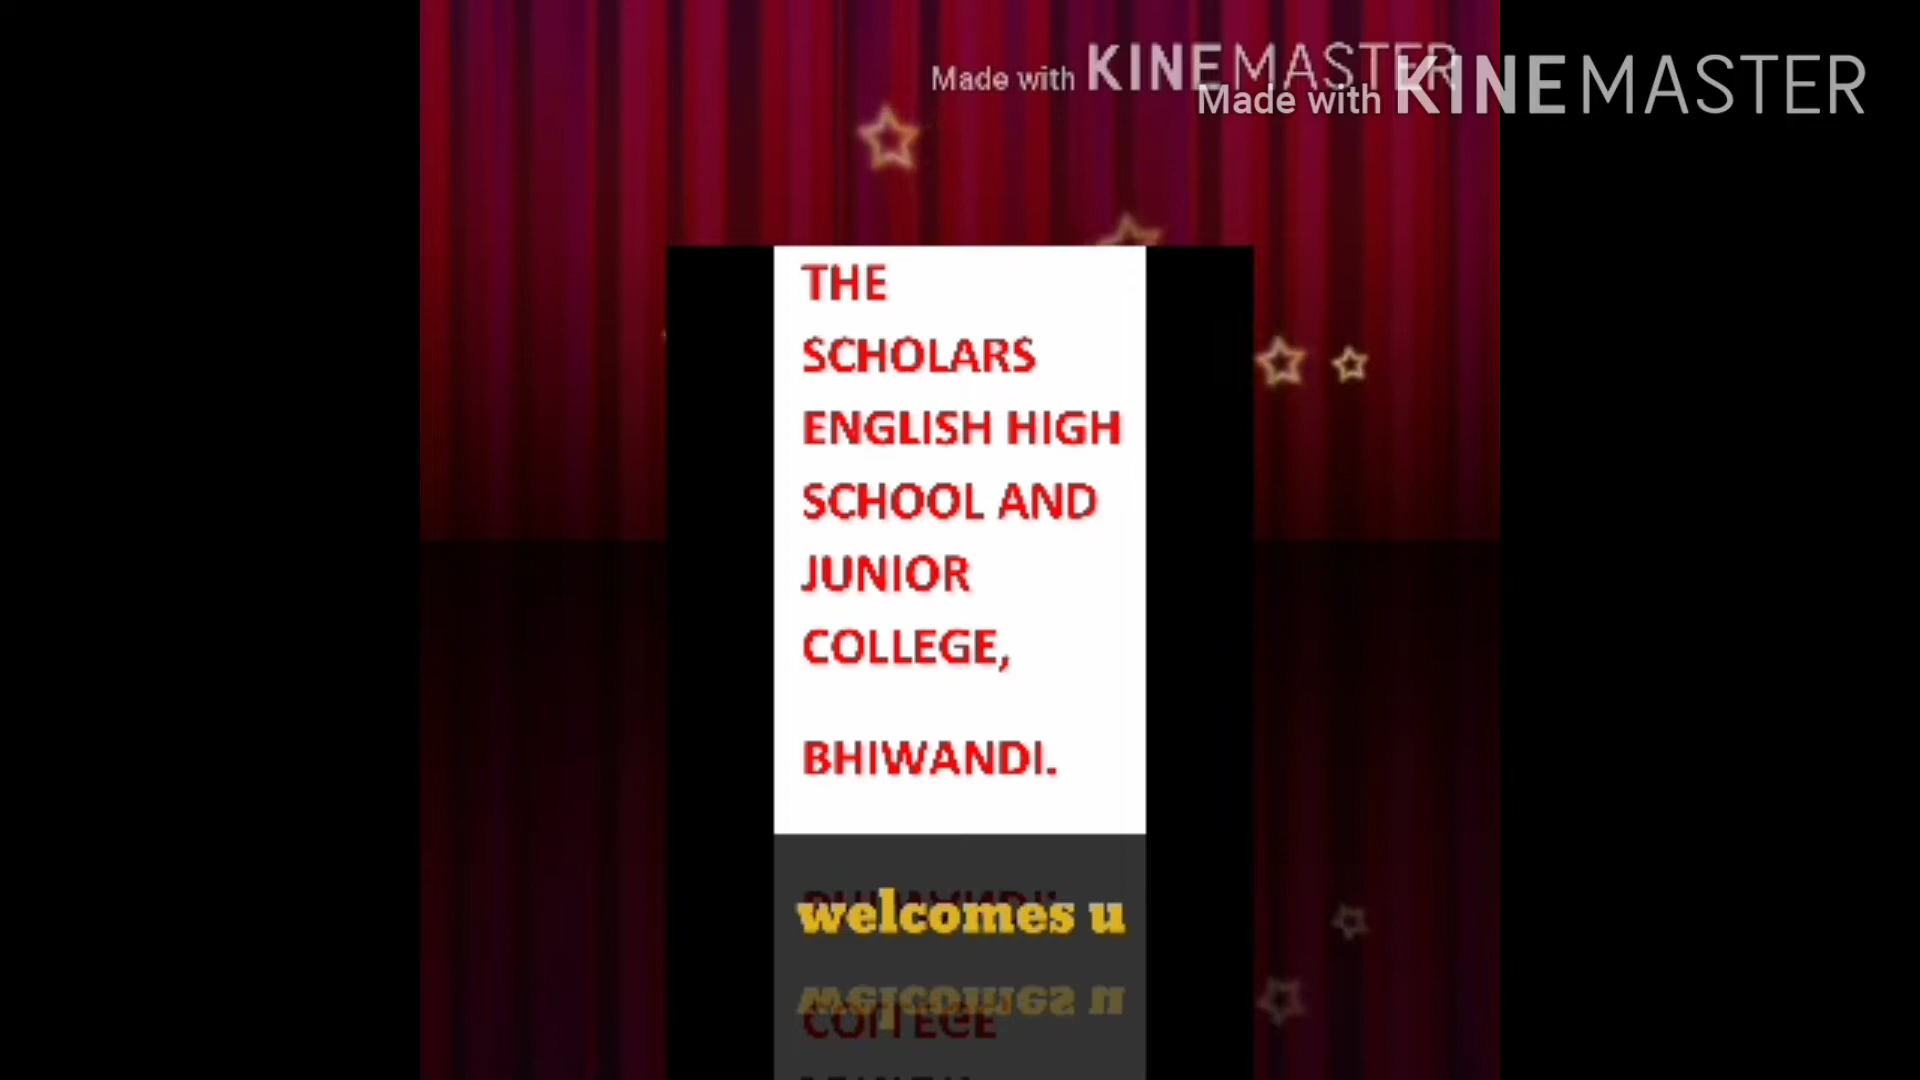 Made with KINEMASTER
Made with KINEMASTER
THE
SCHOLARS
ENGLISH HIGH
SCHOOL AND
JUNIOR
COLLEGE,
BHIWANDI.
welcomes u